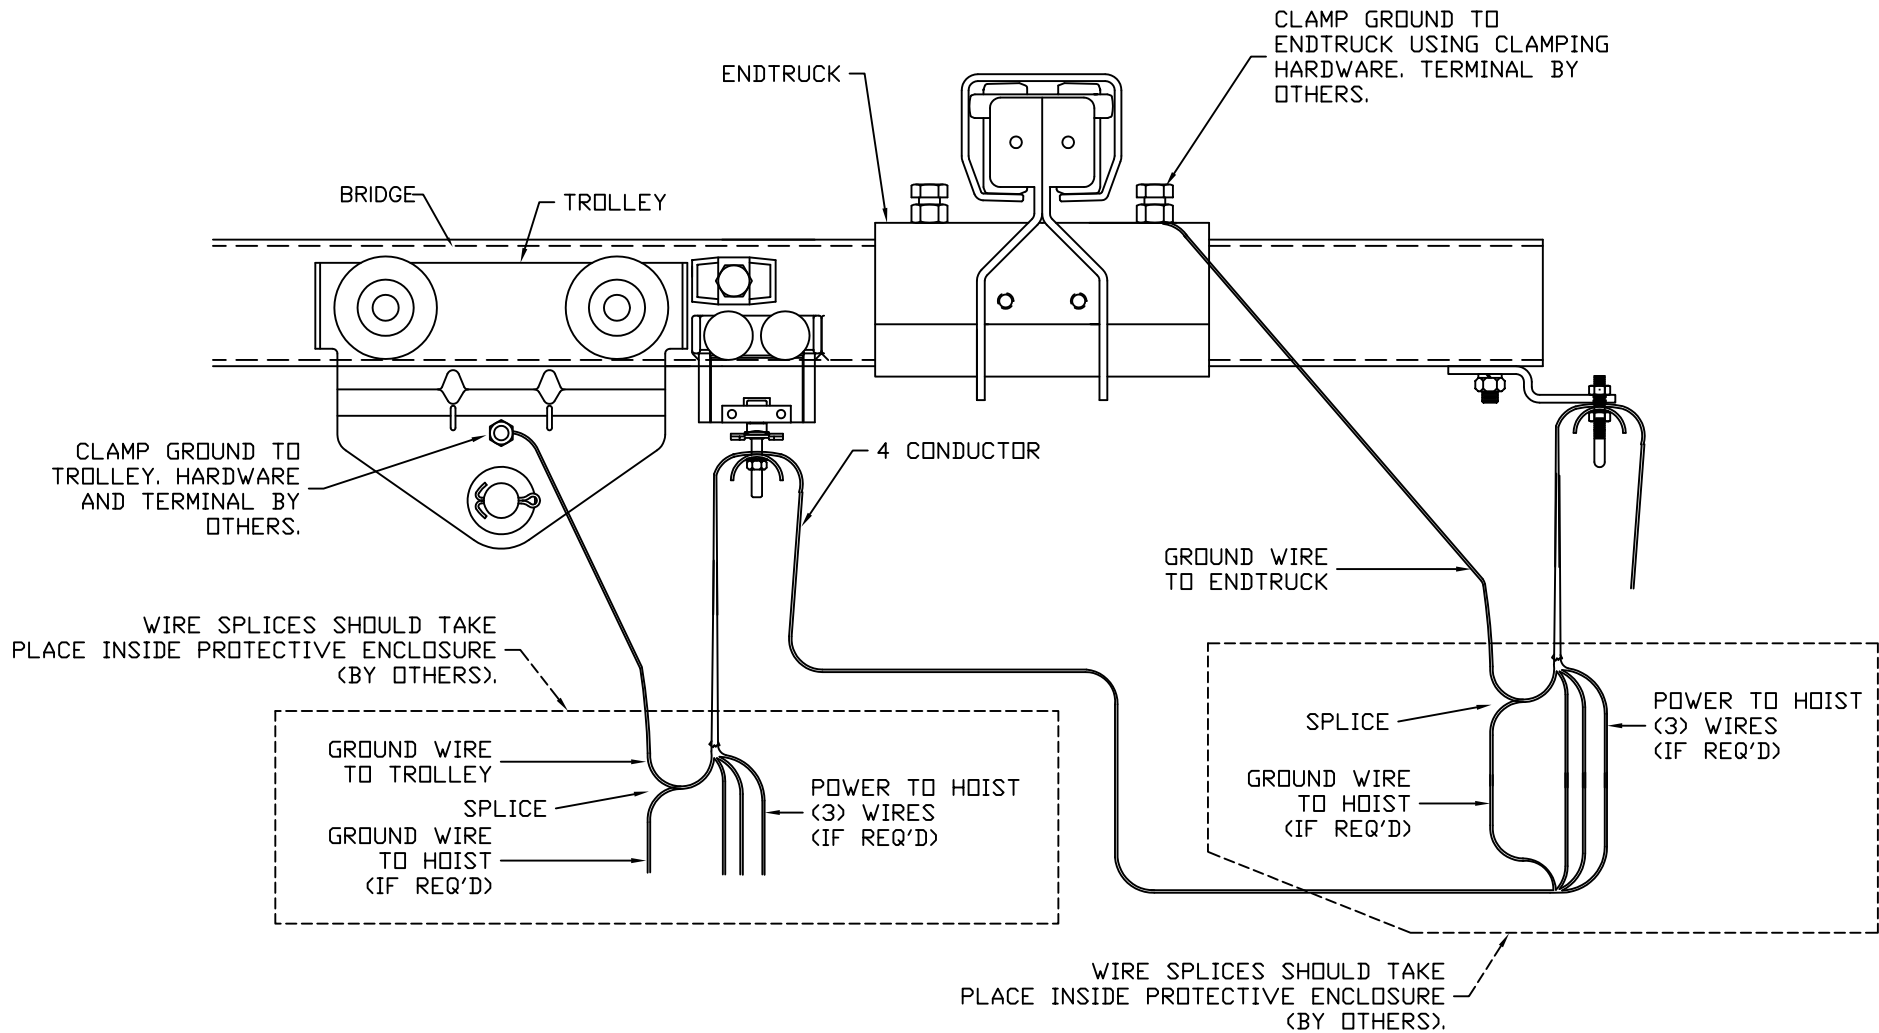 CLAMP GROUND TO
ENDTRUCK USING CLAMPING
HARDWARE. TERMINAL BY
OTHERS.
ENDTRUCK
BRIDGE
TROLLEY
CLAMP GROUND TO
TROLLEY. HARDWARE
AND TERMINAL BY
OTHERS.
4 CONDUCTOR
GROUND WIRE
TO ENDTRUCK
WIRE SPLICES SHOULD TAKE
PLACE INSIDE PROTECTIVE ENCLOSURE
(BY OTHERS).
GROUND WIRE
TO TROLLEY
SPLICE
GROUND WIRE
TO HOIST
(IF REQ'D)
POWER TO HOIST
(3) WIRES
(IF REQ'D)
SPLICE
GROUND WIRE
TO HOIST
(IF REQ'D)
POWER TO HOIST
(3) WIRES
(IF REQ'D)
WIRE SPLICES SHOULD TAKE
PLACE INSIDE PROTECTIVE ENCLOSURE
(BY OTHERS).